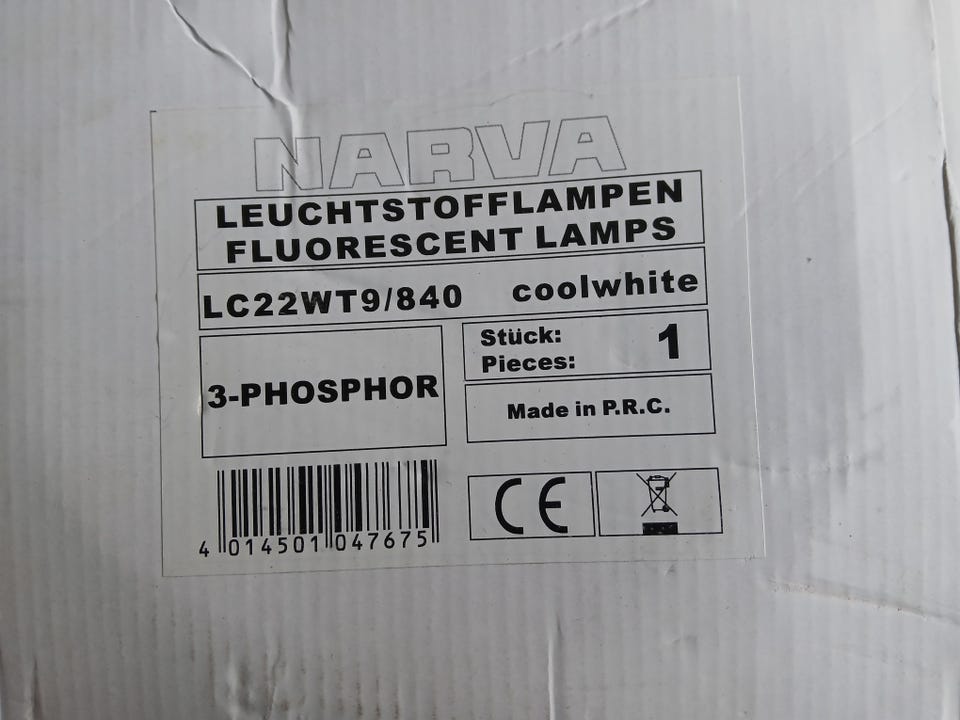 NARVA
LEUCHTSTOFFLAMPEN
FLUORESCENT LAMPS
LC22WT9/840 coolwhite
3-PHOSPHOR
Stück:
Pieces: 1
Made in P.R.C.
4 014501 047675
CE